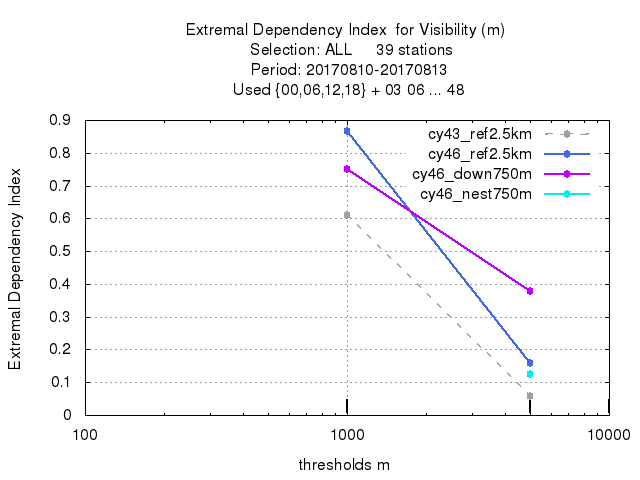 Extremal Dependency Index  for Visibility (m)
Selection: ALL     39 stations
Period: 20170810-20170813
Used {00,06,12,18} + 03 06 ... 48
cy43_ref2.5km
cy46_ref2.5km
cy46_down750m
cy46_nest750m
Extremal Dependency Index
0.9
0.8
0.7
0.6
0.5
0.4
0.3
0.2
0.1
0
100 1000 10000
thresholds m